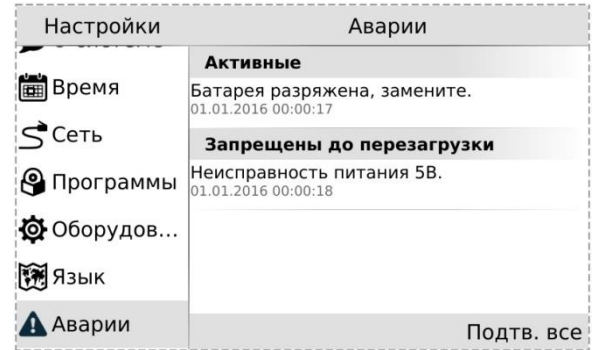 Настройки
Аварии
Время
Сеть
Программы
Оборудов...
Язык
Аварии
Активные
Батарея разряжена, замените.
01.01.2016 00:00:17
Запрещены до перезагрузки
Неисправность питания 5В.
01.01.2016 00:00:18
Подтв. все